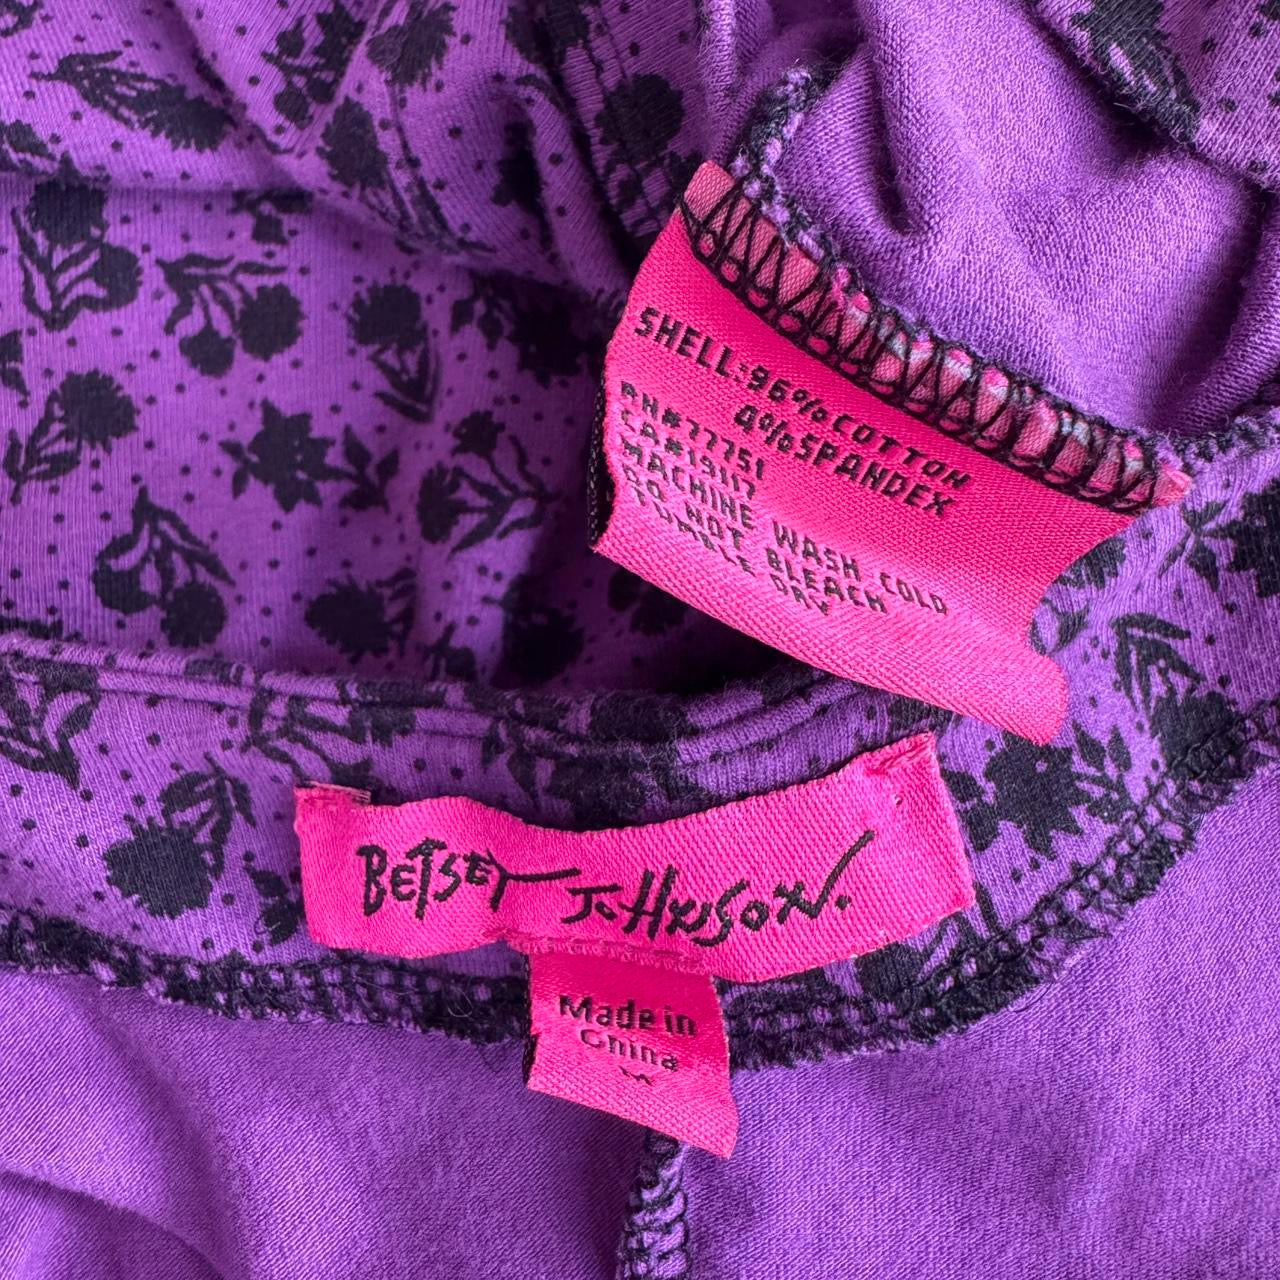 SHELL:96%COTTON
4%SPANDEX
RN#77751
CA#19117
MACHINE WASH COLD
DO NOT BLEACH
TUMBLE DRY
BETSEY JOHNSON.
Made in
China